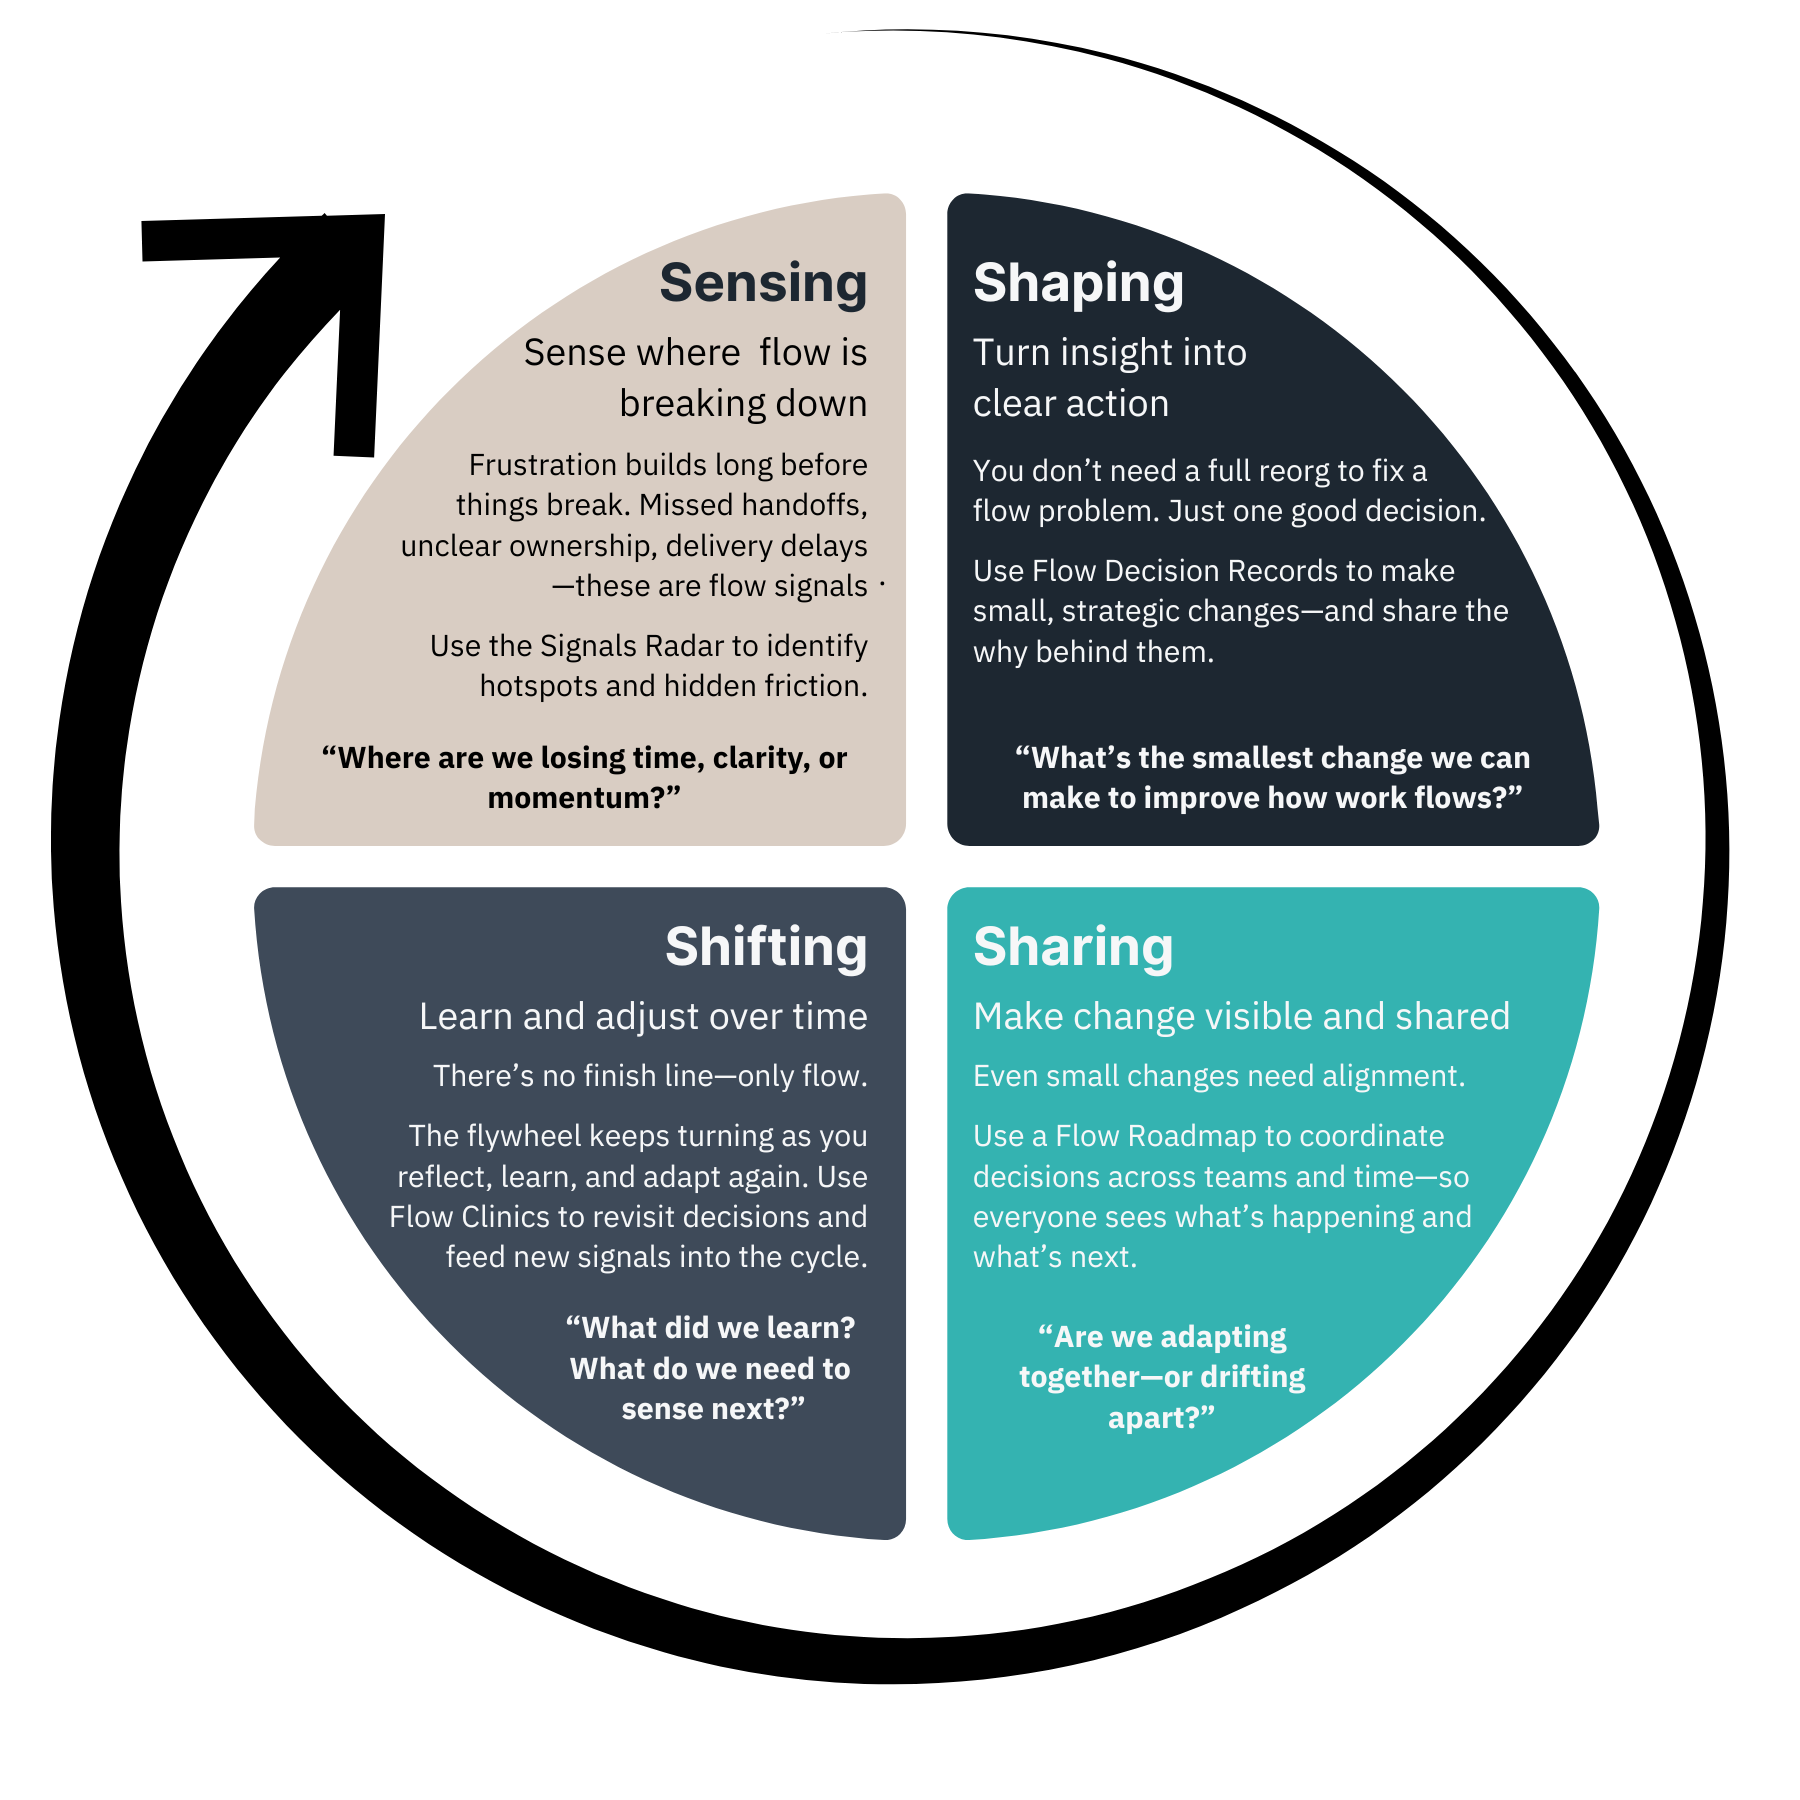 Sensing
Sense where  flow is
breaking down
Frustration builds long before
things break. Missed handoffs,
unclear ownership, delivery delays
—these are flow signals ·
Use the Signals Radar to identify
hotspots and hidden friction.
“Where are we losing time, clarity, or
momentum?”
Shaping
Turn insight into
clear action
You don’t need a full reorg to fix a
flow problem. Just one good decision.
Use Flow Decision Records to make
small, strategic changes—and share the
why behind them.
“What’s the smallest change we can
make to improve how work flows?”
Sharing
Make change visible and shared
Even small changes need alignment.
Use a Flow Roadmap to coordinate
decisions across teams and time—so
everyone sees what’s happening and
what’s next.
“Are we adapting
together—or drifting
apart?”
Shifting
Learn and adjust over time
There’s no finish line—only flow.
The flywheel keeps turning as you
reflect, learn, and adapt again. Use
Flow Clinics to revisit decisions and
feed new signals into the cycle.
“What did we learn?
What do we need to
sense next?”